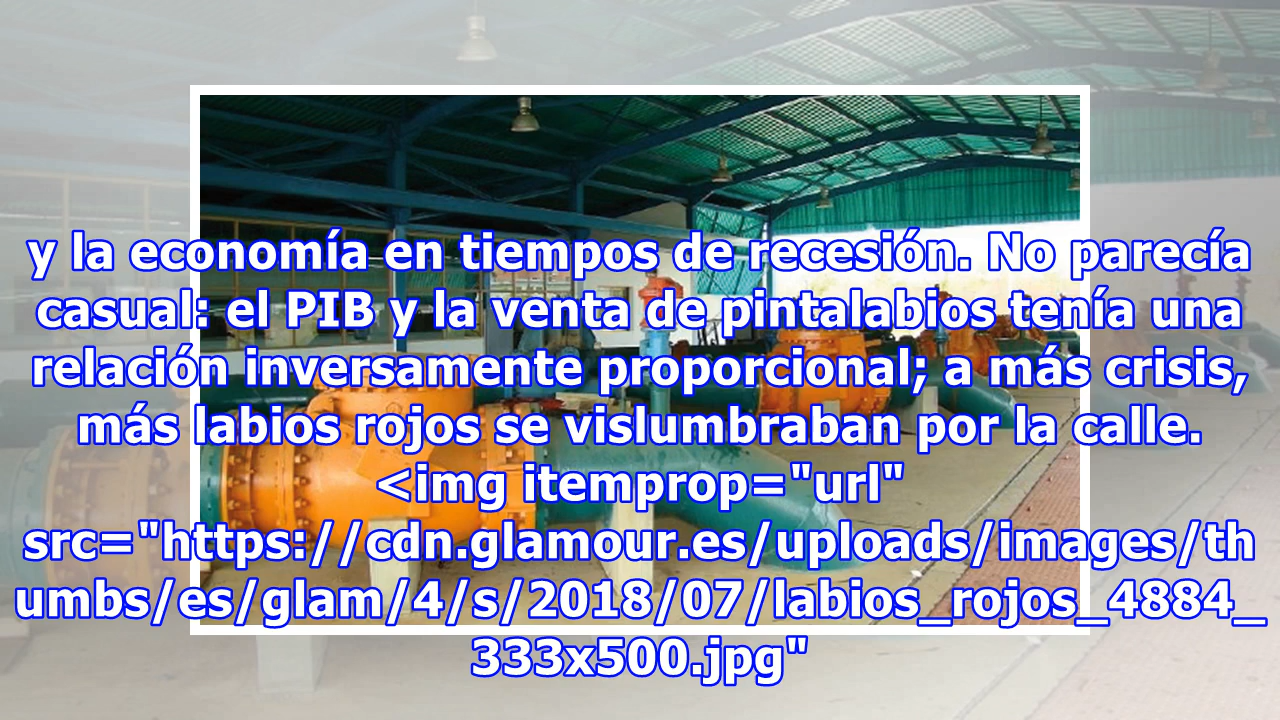 y la economía en tiempos de recesión. No parecía
casual: el PIB y la venta de pintalabios tenía una
relación inversamente proporcional; a más crisis,
más labios rojos se vislumbraban por la calle.
<img itemprop="url"
src="https://cdn.glamour.es/uploads/images/th
umbs/es/glam/4/s/2018/07/labios_rojos_4884_
333x500.jpg"